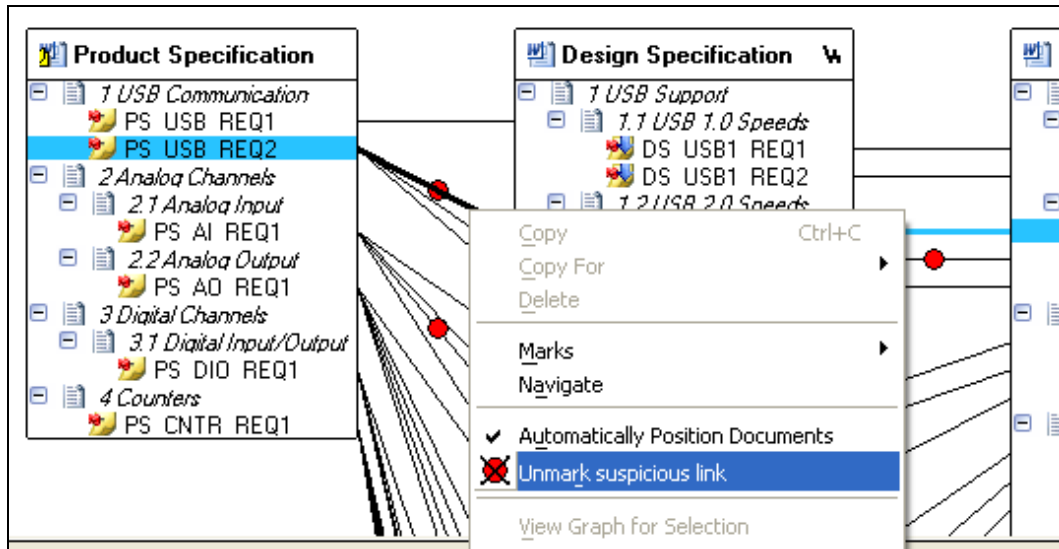 Product Specification
1 USB Communication
PS USB REQ1
PS USB REQ2
2 Analog Channels
2.1 Analog Input
PS AI REQ1
2.2 Analog Output
PS AO REQ1
3 Digital Channels
3.1 Digital Input/Output
PS DIO REQ1
4 Counters
PS CNTR REQ1
Design Specification
1 USB Support
1.1 USB 1.0 Speeds
DS USB1 REQ1
DS USB1 REQ2
1.2 USB 2.0 Speeds
Copy Ctrl+C
Copy For
Delete
Marks
Navigate
Automatically Position Documents
Unmark suspicious link
View Graph for Selection